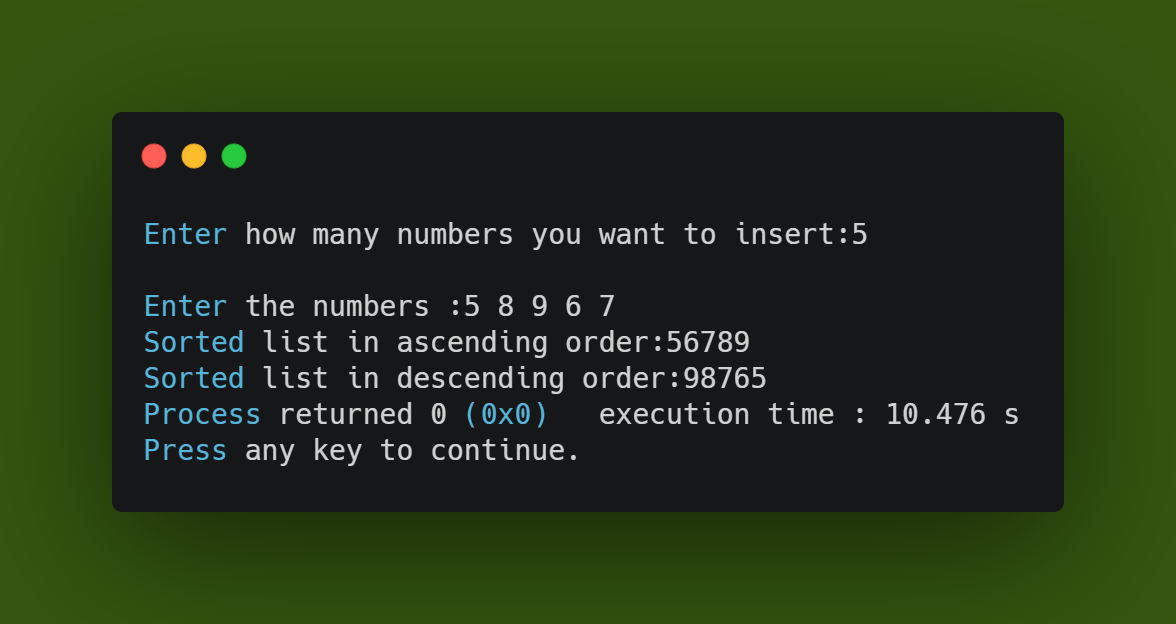 Enter how many numbers you want to insert:5
Enter the numbers :5 8 9 6 7
Sorted list in ascending order:56789
Sorted list in descending order:98765
Process returned 0 (0x0)   execution time : 10.476 s
Press any key to continue.